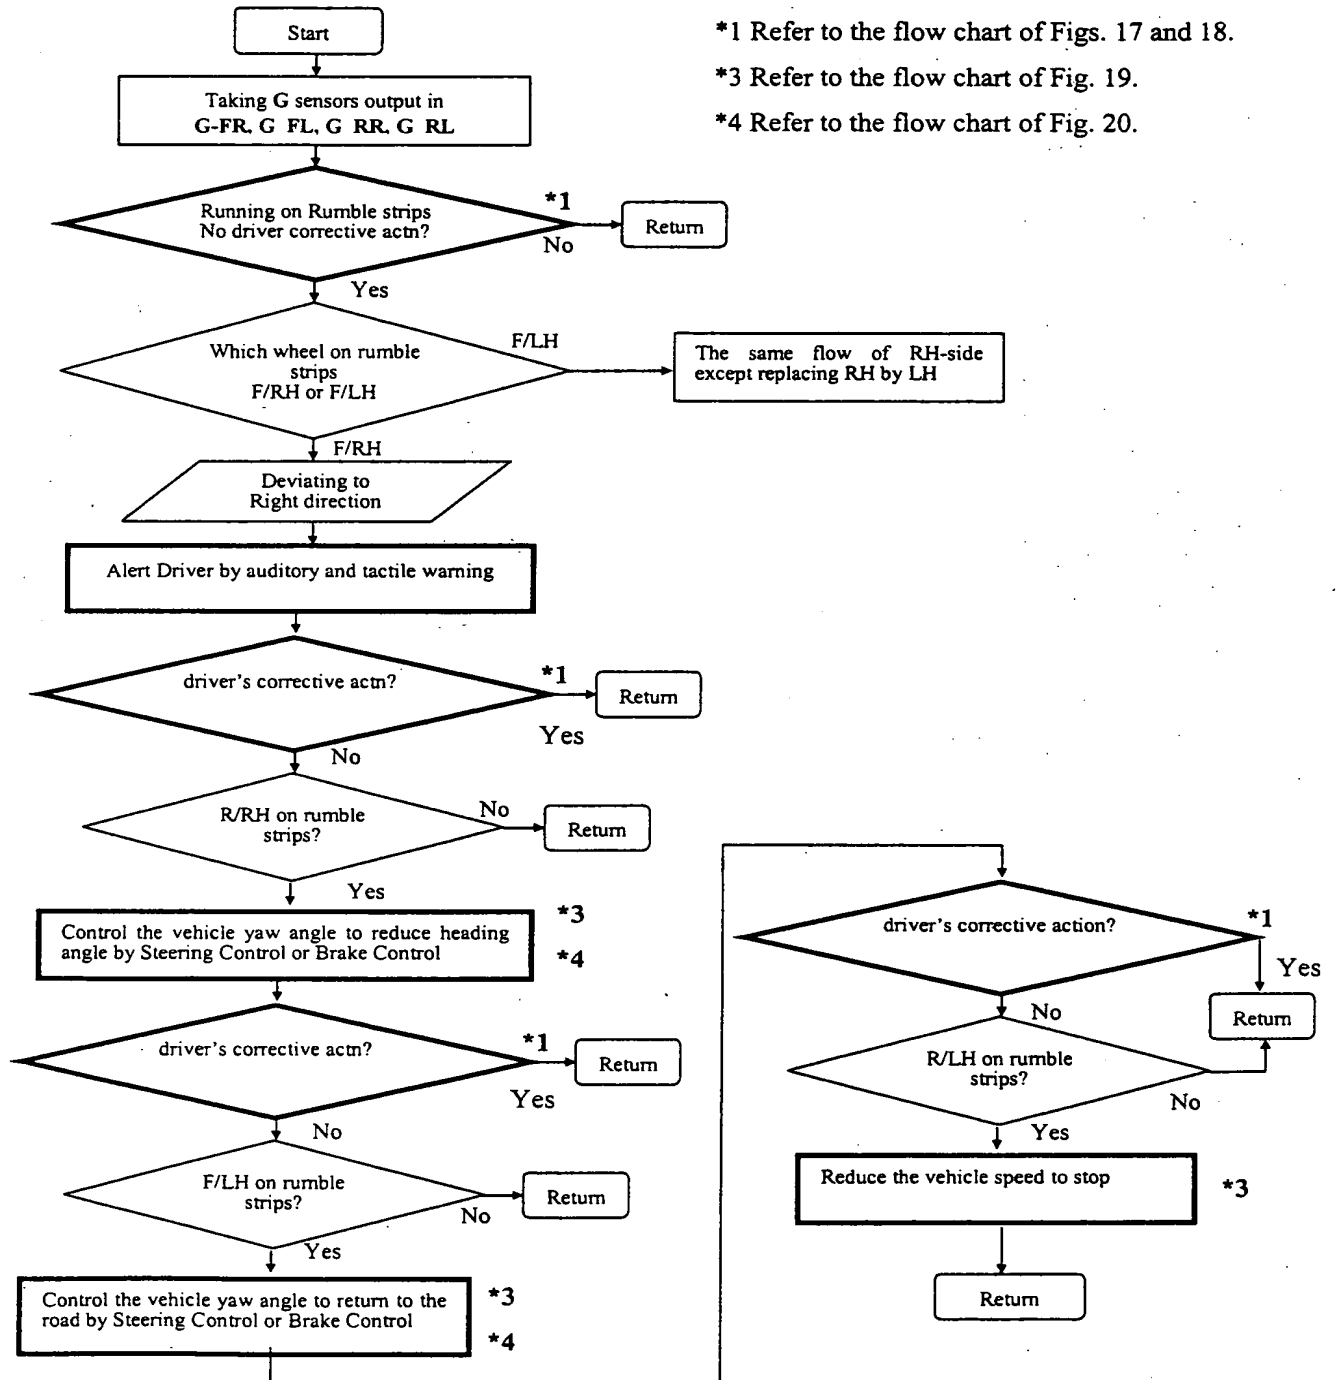 Start
*1 Refer to the flow chart of Figs. 17 and 18.
*3 Refer to the flow chart of Fig. 19.
*4 Refer to the flow chart of Fig. 20.
Taking G sensors output in
G-FR, G FL, G RR, G RL
Running on Rumble strips
No driver corrective actn?
*1
No
Return
Yes
Which wheel on rumble
strips
F/RH or F/LH
F/LH
The same flow of RH-side
except replacing RH by LH
F/RH
Deviating to
Right direction
Alert Driver by auditory and tactile warning
driver's corrective actn?
*1
Return
Yes
No
R/RH on rumble
strips?
No
Return
Yes
Control the vehicle yaw angle to reduce heading
angle by Steering Control or Brake Control
*3
*4
driver's corrective actn?
*1
Return
Yes
No
F/LH on rumble
strips?
No
Return
Yes
Control the vehicle yaw angle to return to the
road by Steering Control or Brake Control
*3
*4
driver's corrective action?
*1
Yes
Return
No
R/LH on rumble
strips?
No
Yes
Reduce the vehicle speed to stop
*3
Return